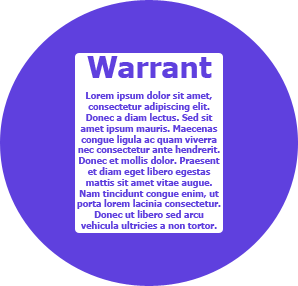 Warrant
Lorem ipsum dolor sit amet,
consectetur adipiscing elit.
Donec a diam lectus. Sed sit
amet ipsum mauris. Maecenas
congue ligula ac quam viverra
nec consectetur ante hendrerit.
Donec et mollis dolor. Praesent
et diam eget libero egestas
mattis sit amet vitae augue.
Nam tincidunt congue enim, ut
porta lorem lacinia consectetur.
Donec ut libero sed arcu
vehicula ultricies a non tortor.